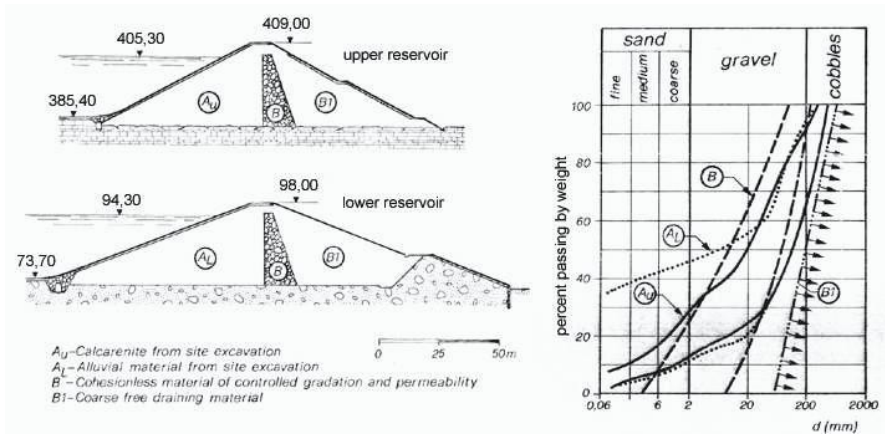 409,00
405,30
upper reservoir
Au
B
B1
385,40
98,00
94,30
lower reservoir
73,70
AL
B
B1
Au-Calcarenite from site excavation
AL-Alluvial material from site excavation
B -Cohesionless material of controlled gradation and permeability
B1-Coarse free draining material
0 25 50m
sand
gravel
cobbles
fine
medium
coarse
percent passing by weight
100
80
60
40
20
0
B
AL
Au
B1
0,06 6 2 20 200 2000
d (mm)